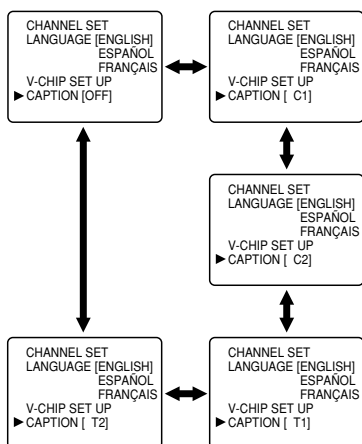 CHANNEL SET
LANGUAGE [ENGLISH]
ESPAÑOL
FRANÇAIS
V-CHIP SET UP
►CAPTION [OFF]
CHANNEL SET
LANGUAGE [ENGLISH]
ESPAÑOL
FRANÇAIS
V-CHIP SET UP
►CAPTION [ C1]
CHANNEL SET
LANGUAGE [ENGLISH]
ESPAÑOL
FRANÇAIS
V-CHIP SET UP
►CAPTION [ C2]
CHANNEL SET
LANGUAGE [ENGLISH]
ESPAÑOL
FRANÇAIS
V-CHIP SET UP
►CAPTION [ T2]
CHANNEL SET
LANGUAGE [ENGLISH]
ESPAÑOL
FRANÇAIS
V-CHIP SET UP
►CAPTION [ T1]